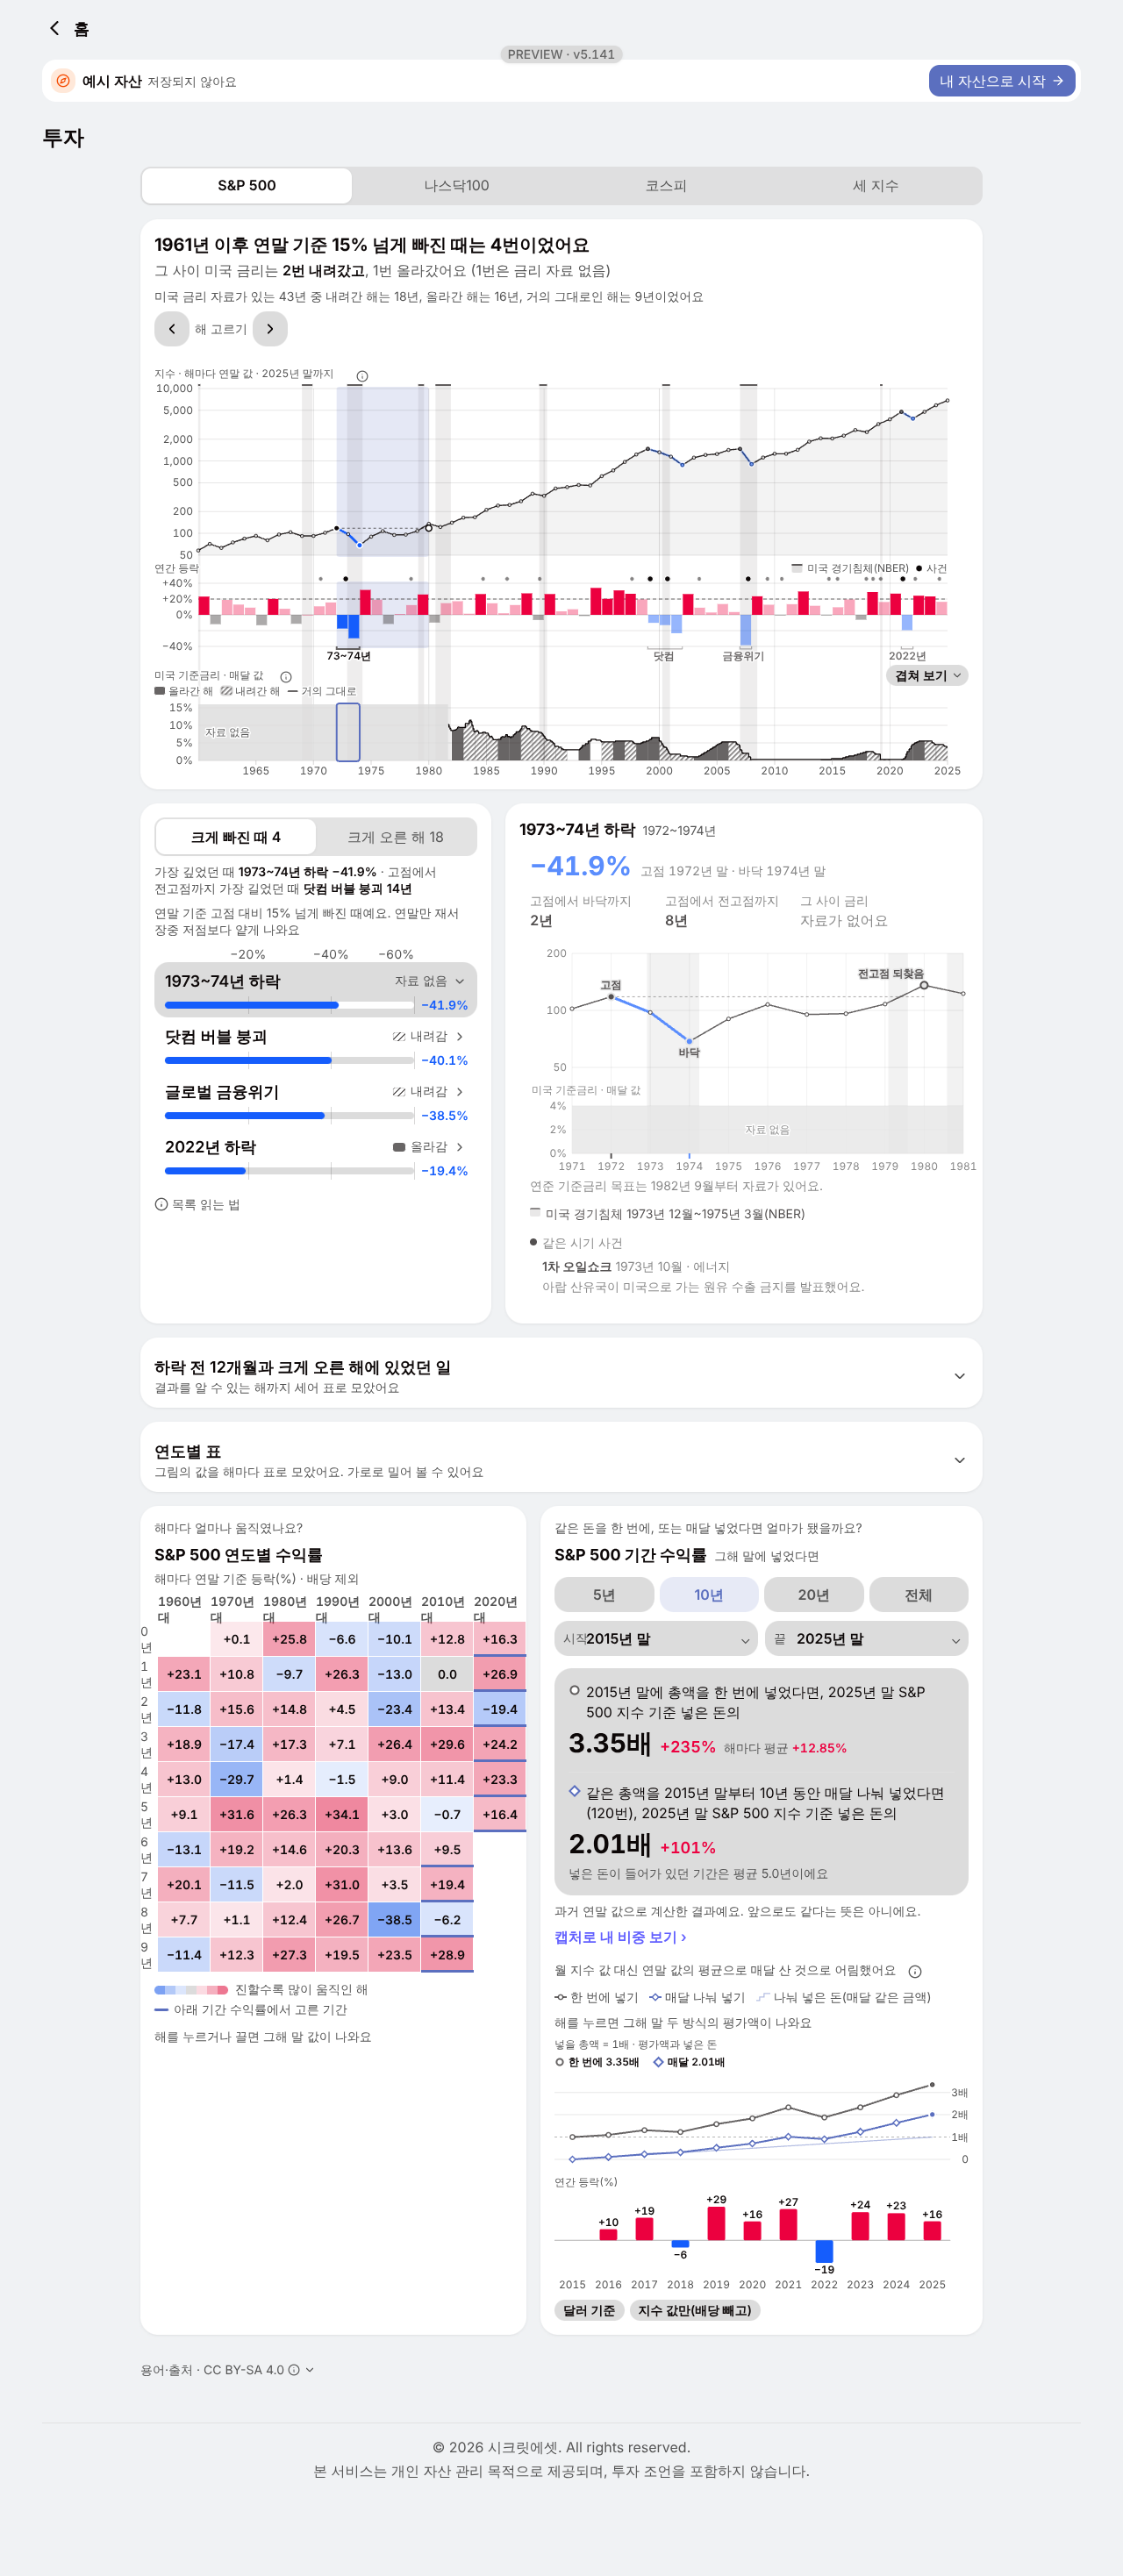 홈
PREVIEW · v5.141
예시 자산 저장되지 않아요
내 자산으로 시작 →
투자
S&P 500 나스닥100 코스피 세 지수
1961년 이후 연말 기준 15% 넘게 빠진 때는 4번이었어요
그 사이 미국 금리는 2번 내려갔고, 1번 올라갔어요 (1번은 금리 자료 없음)
미국 금리 자료가 있는 43년 중 내려간 해는 18년, 올라간 해는 16년, 거의 그대로인 해는 9년이었어요
해 고르기
지수 · 해마다 연말 값 · 2025년 말까지
10,000
5,000
2,000
1,000
500
200
100
50
연간 등락
미국 경기침체(NBER) 사건
+40%
+20%
0%
−40%
73~74년 닷컴 금융위기 2022년
미국 기준금리 · 매달 값
겹쳐 보기
올라간 해 내려간 해 거의 그대로
15%
10%
5%
0%
자료 없음
1965 1970 1975 1980 1985 1990 1995 2000 2005 2010 2015 2020 2025
크게 빠진 때 4 크게 오른 해 18
가장 깊었던 때 1973~74년 하락 −41.9% · 고점에서
전고점까지 가장 길었던 때 닷컴 버블 붕괴 14년
연말 기준 고점 대비 15% 넘게 빠진 때예요. 연말만 재서
장중 저점보다 얕게 나와요
−20% −40% −60%
1973~74년 하락 자료 없음
−41.9%
닷컴 버블 붕괴 내려감
−40.1%
글로벌 금융위기 내려감
−38.5%
2022년 하락 올라감
−19.4%
목록 읽는 법
1973~74년 하락 1972~1974년
−41.9% 고점 1972년 말 · 바닥 1974년 말
고점에서 바닥까지 고점에서 전고점까지 그 사이 금리
2년 8년 자료가 없어요
200
100
50
고점
바닥
전고점 되찾음
미국 기준금리 · 매달 값
4%
2%
0%
자료 없음
1971 1972 1973 1974 1975 1976 1977 1978 1979 1980 1981
연준 기준금리 목표는 1982년 9월부터 자료가 있어요.
미국 경기침체 1973년 12월~1975년 3월(NBER)
같은 시기 사건
1차 오일쇼크 1973년 10월 · 에너지
아랍 산유국이 미국으로 가는 원유 수출 금지를 발표했어요.
하락 전 12개월과 크게 오른 해에 있었던 일
결과를 알 수 있는 해까지 세어 표로 모았어요
연도별 표
그림의 값을 해마다 표로 모았어요. 가로로 밀어 볼 수 있어요
해마다 얼마나 움직였나요?
S&P 500 연도별 수익률
해마다 연말 기준 등락(%) · 배당 제외
1960년대 1970년대 1980년대 1990년대 2000년대 2010년대 2020년대
0년 +0.1 +25.8 −6.6 −10.1 +12.8 +16.3
1년 +23.1 +10.8 −9.7 +26.3 −13.0 0.0 +26.9
2년 −11.8 +15.6 +14.8 +4.5 −23.4 +13.4 −19.4
3년 +18.9 −17.4 +17.3 +7.1 +26.4 +29.6 +24.2
4년 +13.0 −29.7 +1.4 −1.5 +9.0 +11.4 +23.3
5년 +9.1 +31.6 +26.3 +34.1 +3.0 −0.7 +16.4
6년 −13.1 +19.2 +14.6 +20.3 +13.6 +9.5
7년 +20.1 −11.5 +2.0 +31.0 +3.5 +19.4
8년 +7.7 +1.1 +12.4 +26.7 −38.5 −6.2
9년 −11.4 +12.3 +27.3 +19.5 +23.5 +28.9
진할수록 많이 움직인 해
아래 기간 수익률에서 고른 기간
해를 누르거나 끌면 그해 말 값이 나와요
같은 돈을 한 번에, 또는 매달 넣었다면 얼마가 됐을까요?
S&P 500 기간 수익률 그해 말에 넣었다면
5년 10년 20년 전체
시작 2015년 말 끝 2025년 말
2015년 말에 총액을 한 번에 넣었다면, 2025년 말 S&P
500 지수 기준 넣은 돈의
3.35배 +235% 해마다 평균 +12.85%
같은 총액을 2015년 말부터 10년 동안 매달 나눠 넣었다면
(120번), 2025년 말 S&P 500 지수 기준 넣은 돈의
2.01배 +101%
넣은 돈이 들어가 있던 기간은 평균 5.0년이에요
과거 연말 값으로 계산한 결과예요. 앞으로도 같다는 뜻은 아니에요.
캡처로 내 비중 보기 ›
월 지수 값 대신 연말 값의 평균으로 매달 산 것으로 어림했어요
한 번에 넣기 매달 나눠 넣기 나눠 넣은 돈(매달 같은 금액)
해를 누르면 그해 말 두 방식의 평가액이 나와요
넣을 총액 = 1배 · 평가액과 넣은 돈
한 번에 3.35배 매달 2.01배
3배
2배
1배
0
연간 등락(%)
+10 +19 −6 +29 +16 +27 −19 +24 +23 +16
2015 2016 2017 2018 2019 2020 2021 2022 2023 2024 2025
달러 기준 지수 값만(배당 빼고)
용어·출처 · CC BY-SA 4.0
© 2026 시크릿에셋. All rights reserved.
본 서비스는 개인 자산 관리 목적으로 제공되며, 투자 조언을 포함하지 않습니다.